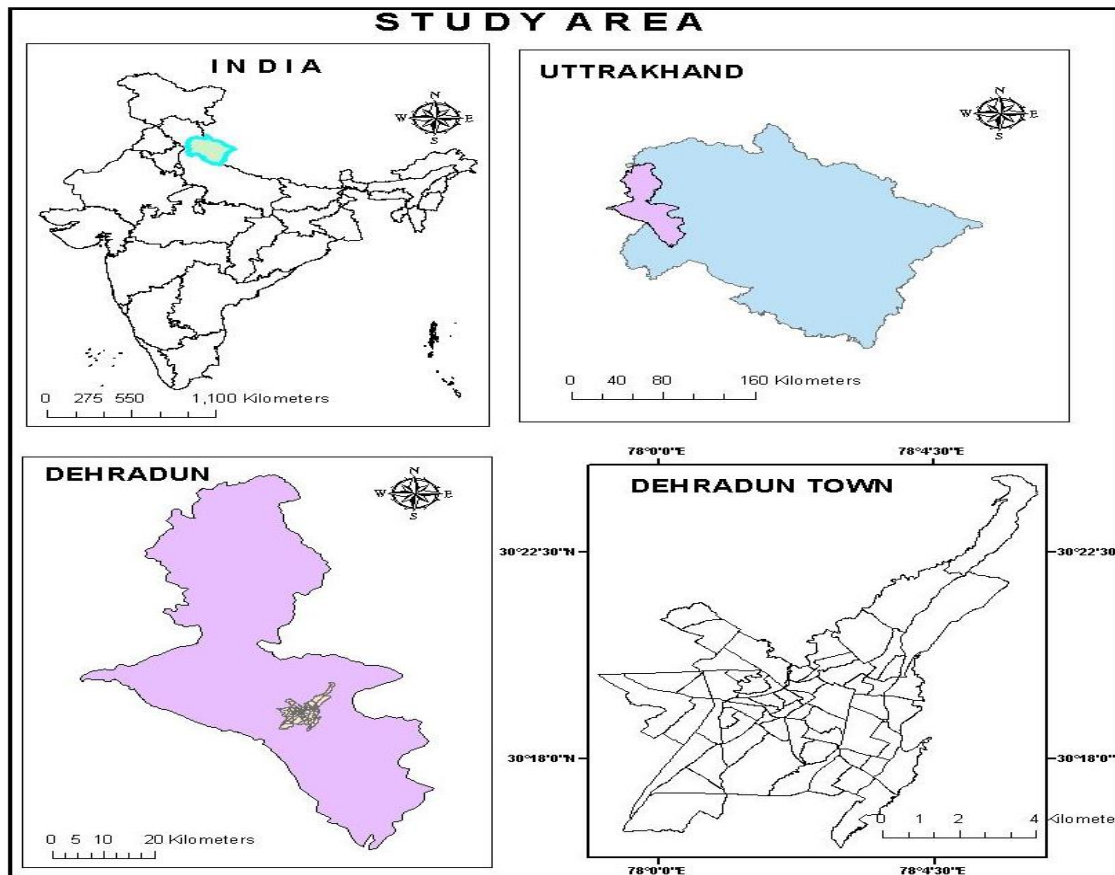 STUDY AREA
INDIA
N
W E
S
0 275 550 1,100 Kilometers
UTTRAKHAND
N
W E
S
0 40 80 160 Kilometers
DEHRADUN
N
W E
S
0 5 10 20 Kilometers
78°0'0"E 78°4'30"E
DEHRADUN TOWN
30°22'30"N 30°22'30
30°18'0"N 30°18'0"
0 1 2 4 Kilomete
78°0'0"E 78°4'30"E